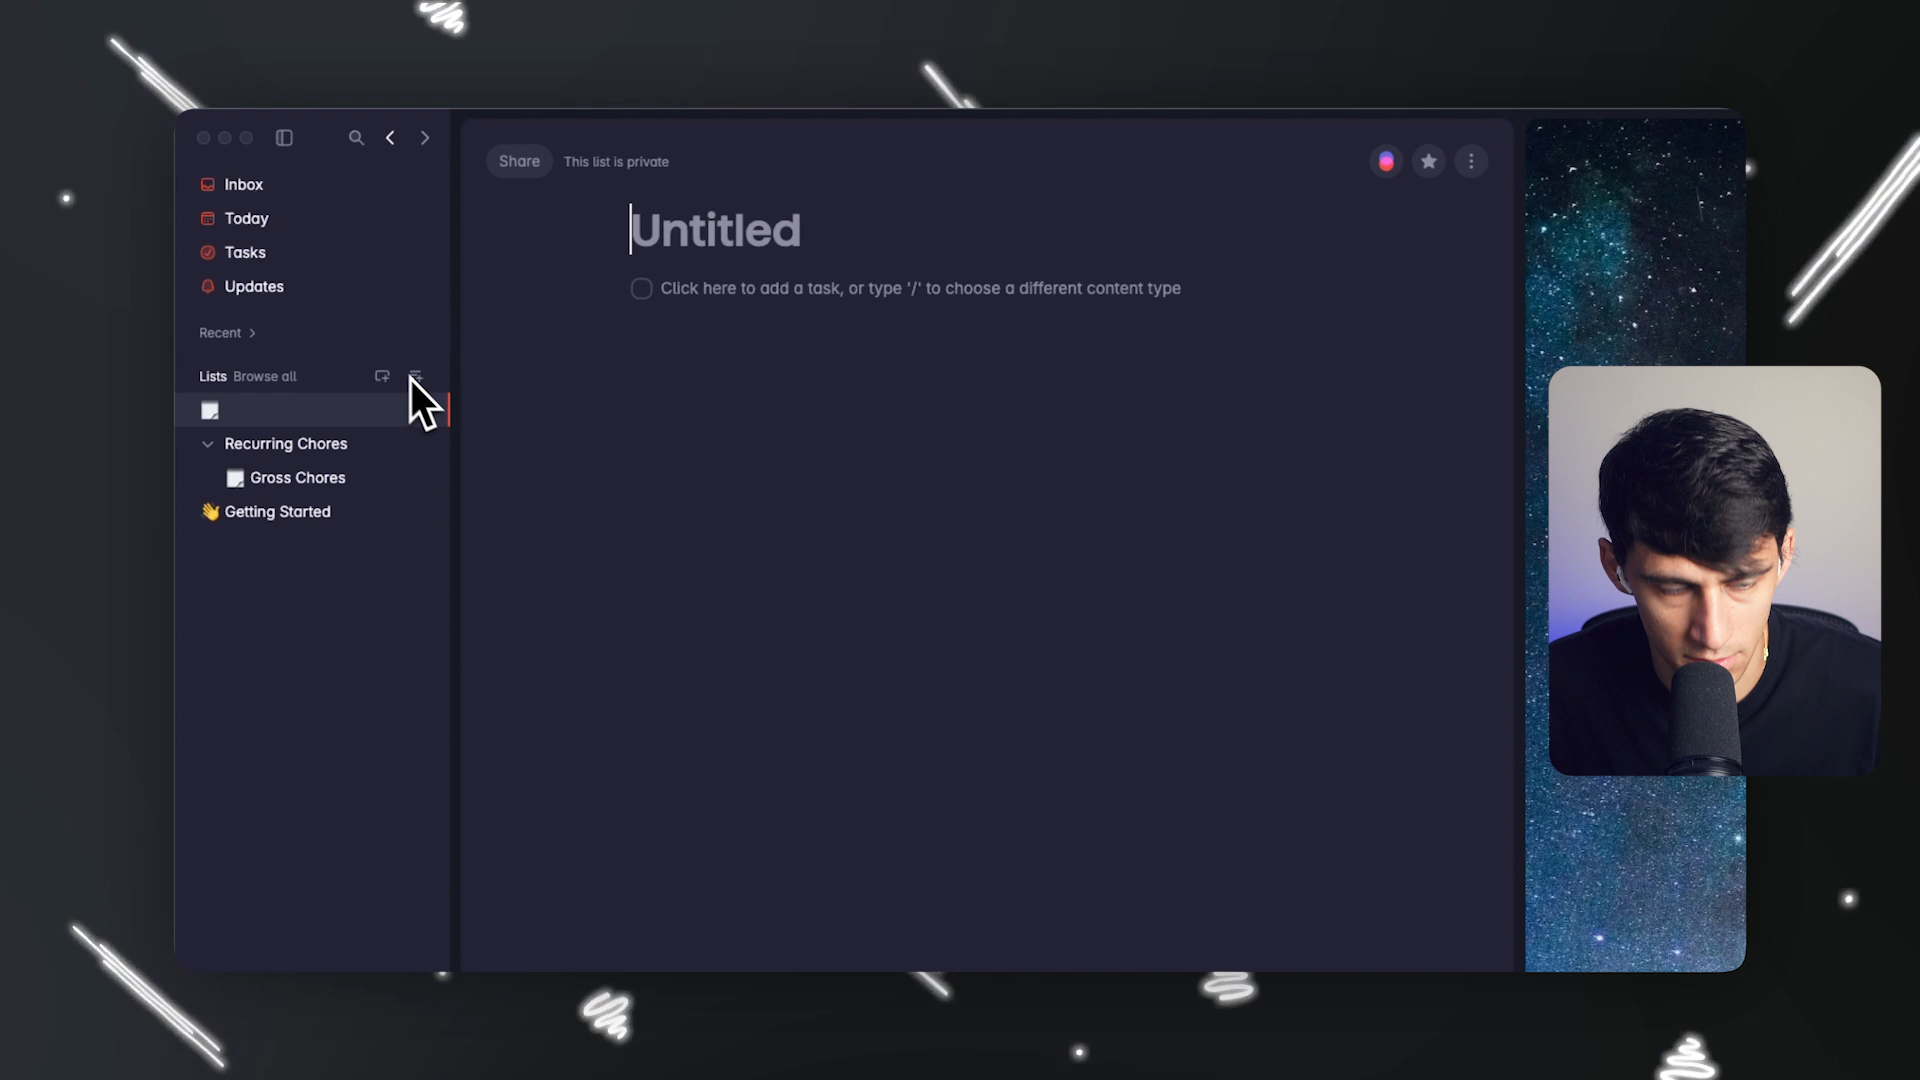 Inbox
Today
Tasks
Updates
Recent
Lists Browse all
Recurring Chores
Gross Chores
Getting Started
Share This list is private
Untitled
Click here to add a task, or type '/' to choose a different content type